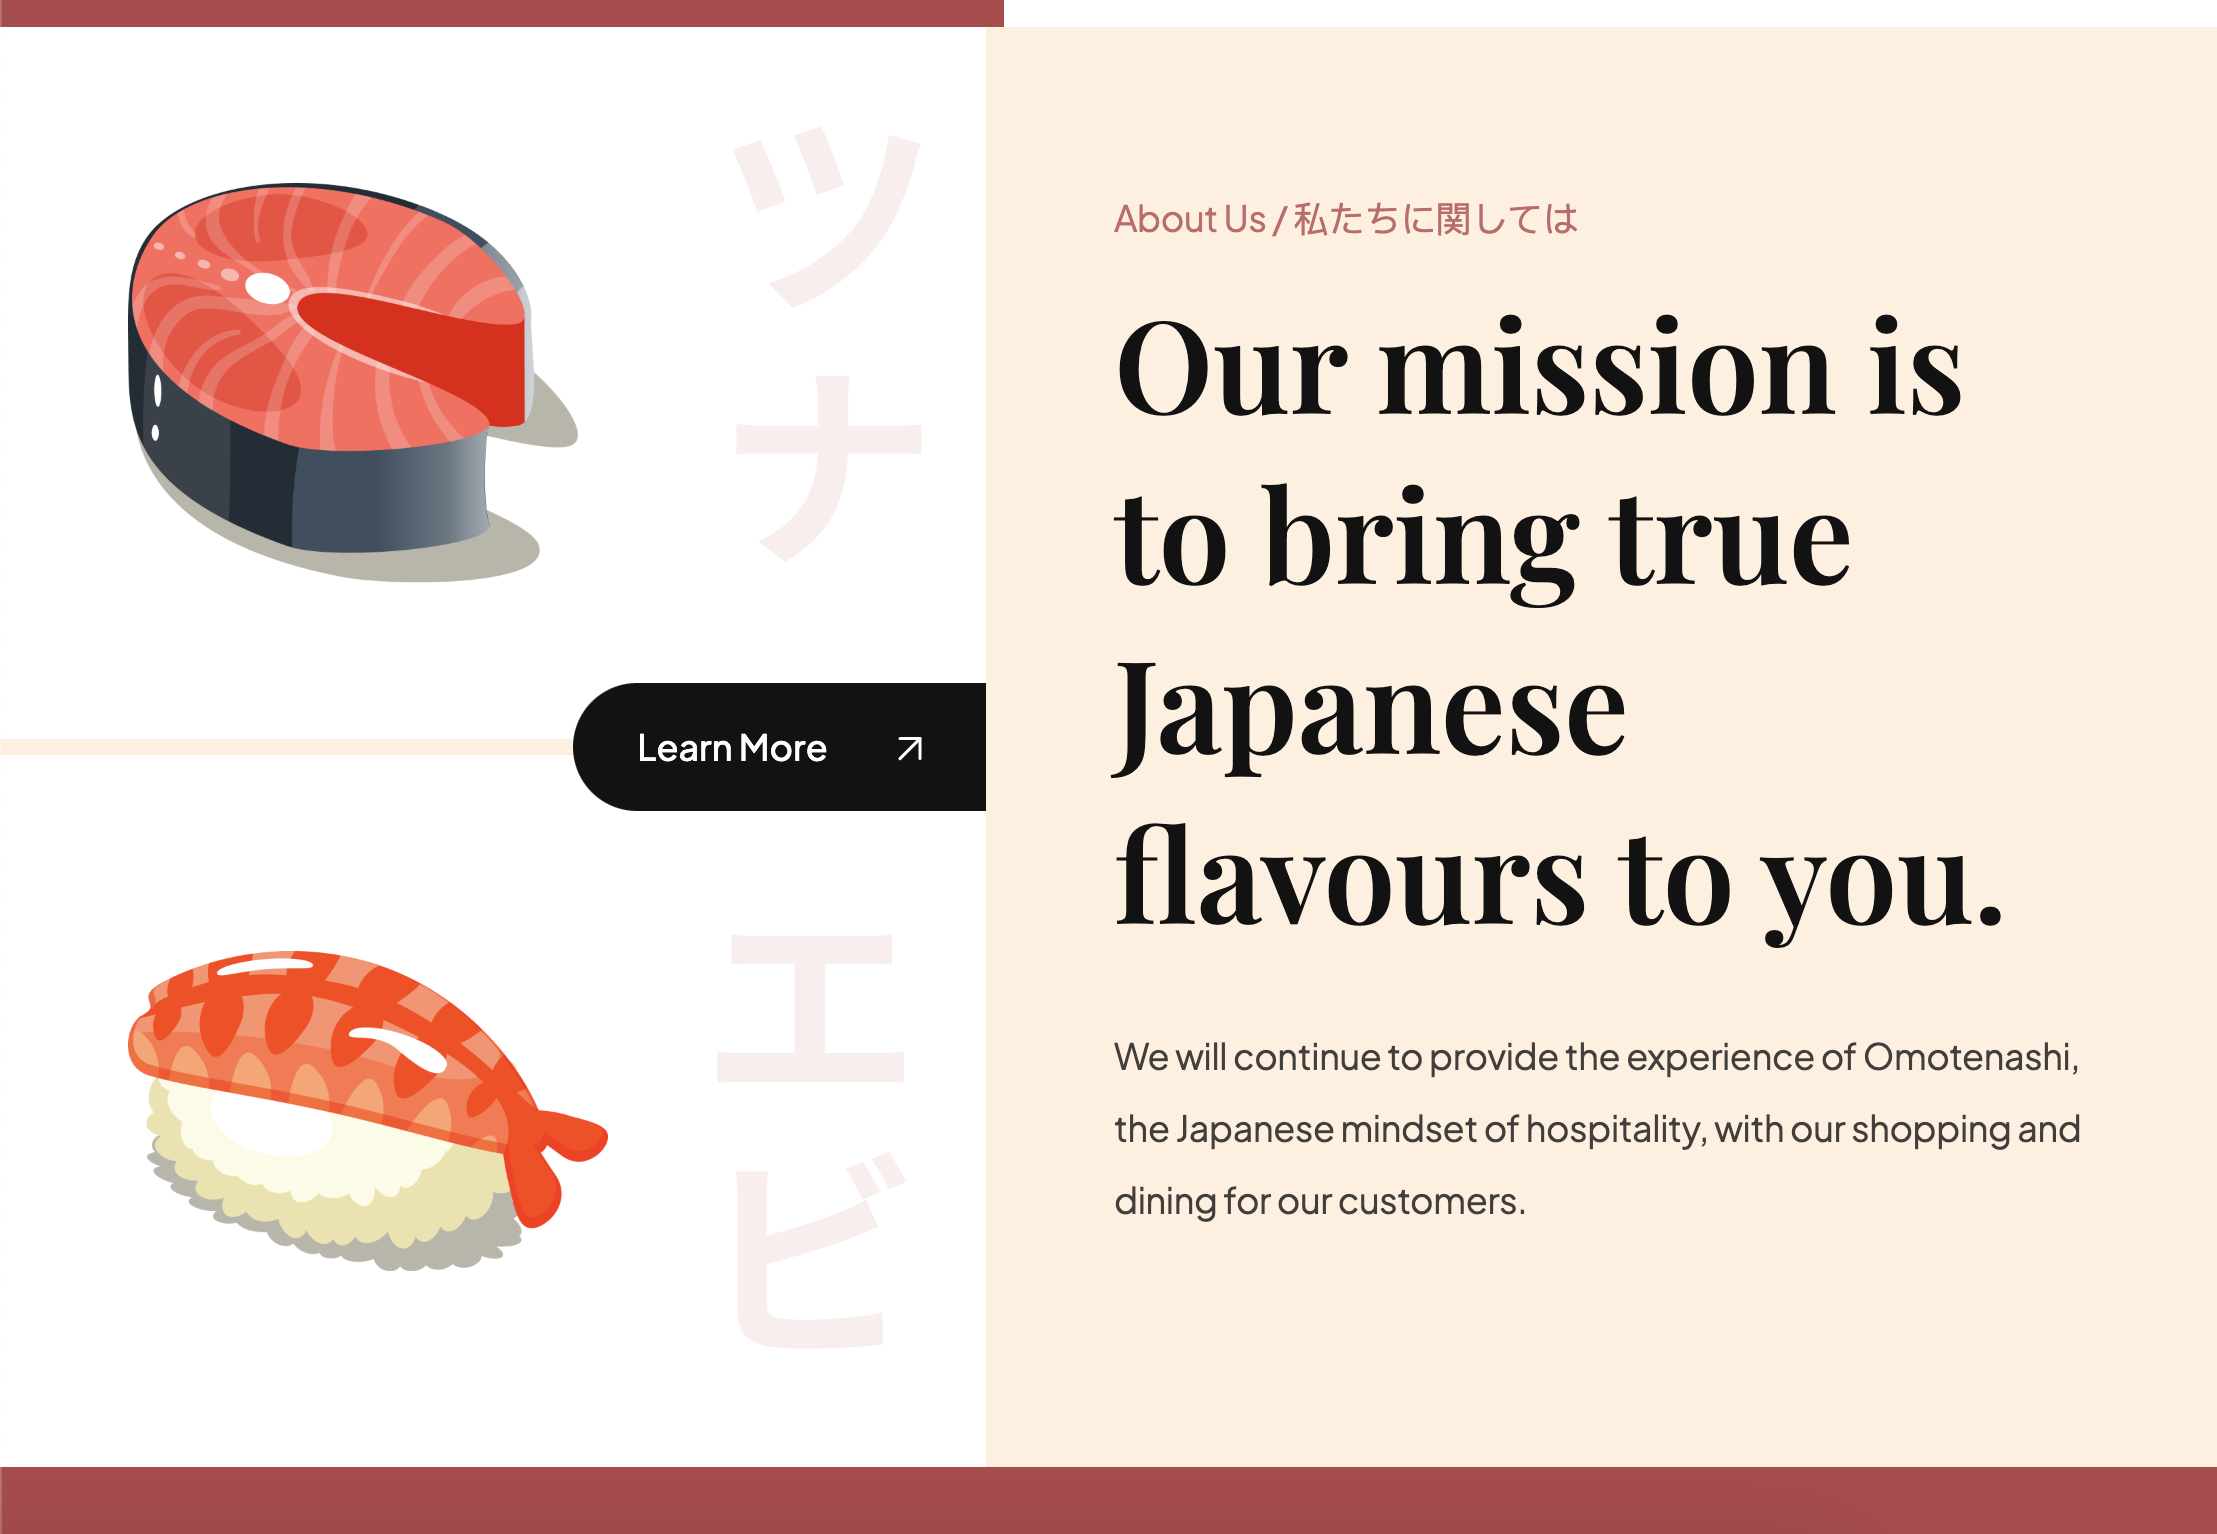 ツナ
Learn More
エビ
About Us / 私たちに関しては
Our mission is
to bring true
Japanese
flavours to you.
We will continue to provide the experience of Omotenashi,
the Japanese mindset of hospitality, with our shopping and
dining for our customers.